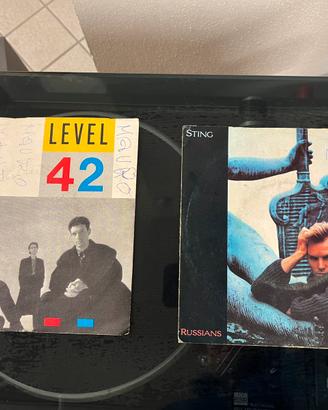 LEVEL
42
Mauro
STING
RUSSIANS